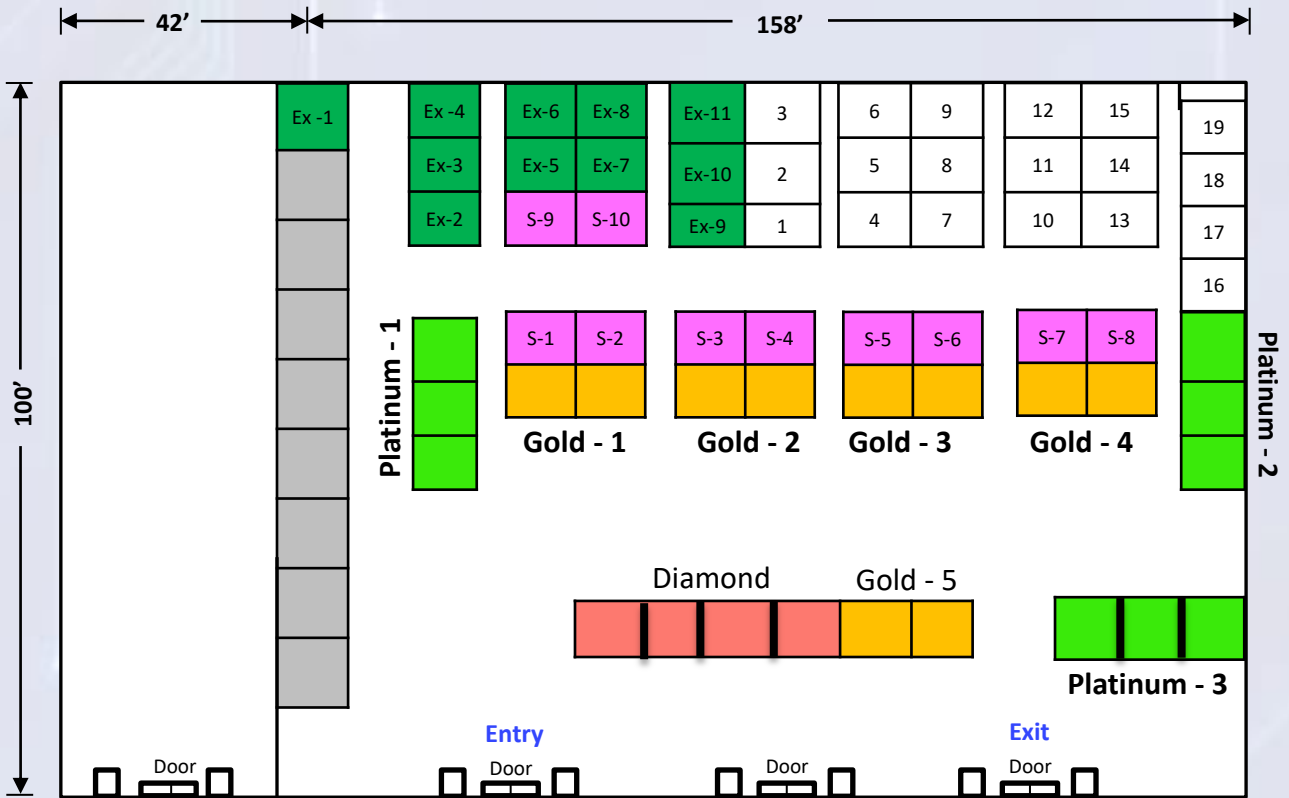 42’ 158’
100’
Ex -1 Ex -4 Ex-6 Ex-8 Ex-11 3 6 9 12 15 19
Ex-3 Ex-5 Ex-7 Ex-10 2 5 8 11 14 18
Ex-2 S-9 S-10 Ex-9 1 4 7 10 13 17
16
Platinum - 1
S-1 S-2 S-3 S-4 S-5 S-6 S-7 S-8
Platinum - 2
Gold - 1 Gold - 2 Gold - 3 Gold - 4
Diamond Gold - 5
Platinum - 3
Entry Exit
Door Door Door Door